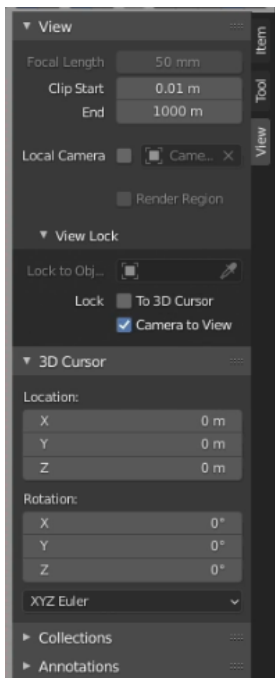 View
Focal Length 50 mm
Clip Start 0.01 m
End 1000 m
Local Camera Came...
Render Region
View Lock
Lock to Obj...
Lock To 3D Cursor
Camera to View
3D Cursor
Location:
X 0 m
Y 0 m
Z 0 m
Rotation:
X 0°
Y 0°
Z 0°
XYZ Euler
Collections
Annotations
Item
Tool
View